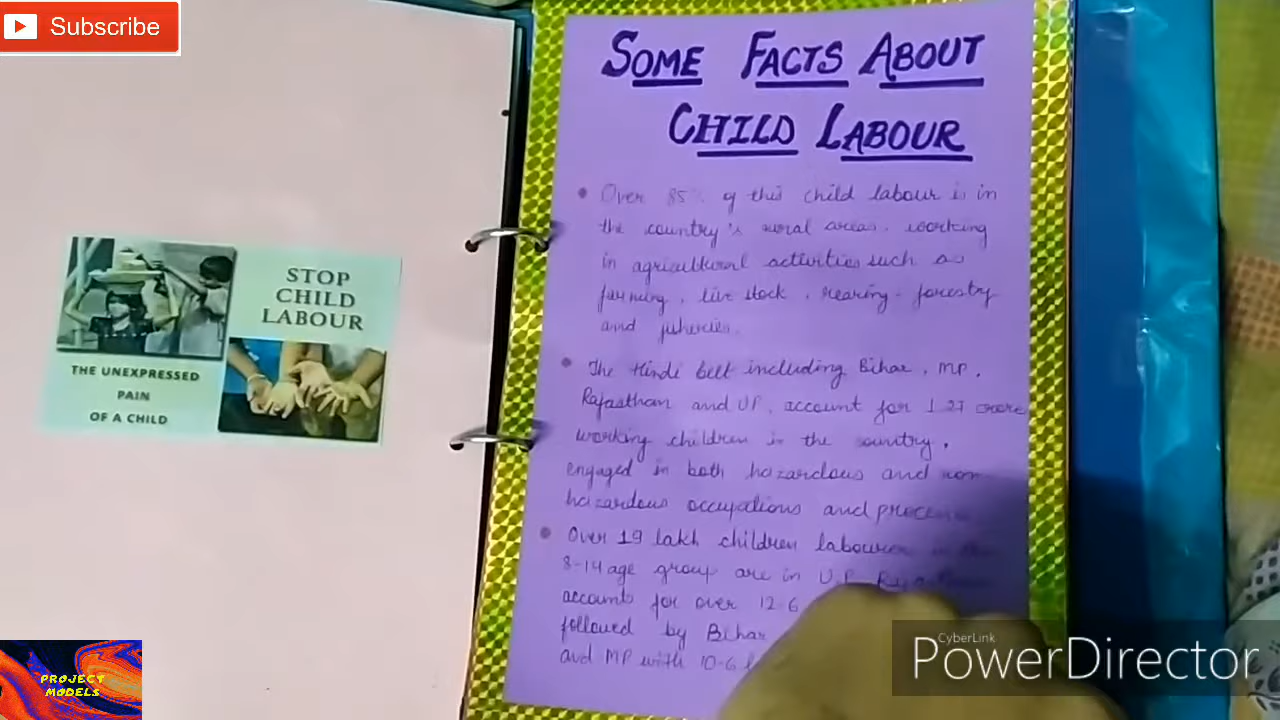 Subscribe
STOP
CHILD
LABOUR
THE UNEXPRESSED
PAIN
OF A CHILD
SOME FACTS ABOUT
CHILD LABOUR
Over 85% of this child labour is in
the country's rural areas, working
in agricultural activities such as
farming, live stock, rearing, forestry
and fisheries.
The Hindi belt including Bihar, MP,
Rajasthan and UP, account for 1.27 crore
working children in the country,
engaged in both hazardous and non
hazardous occupations and
Over 19 lakh children labourer in
8-14 age group are in U.P.
accounts for over 12.6
followed by Bihar
and MP with 10.6
PROJECT
MODELS
CyberLink
PowerDirector